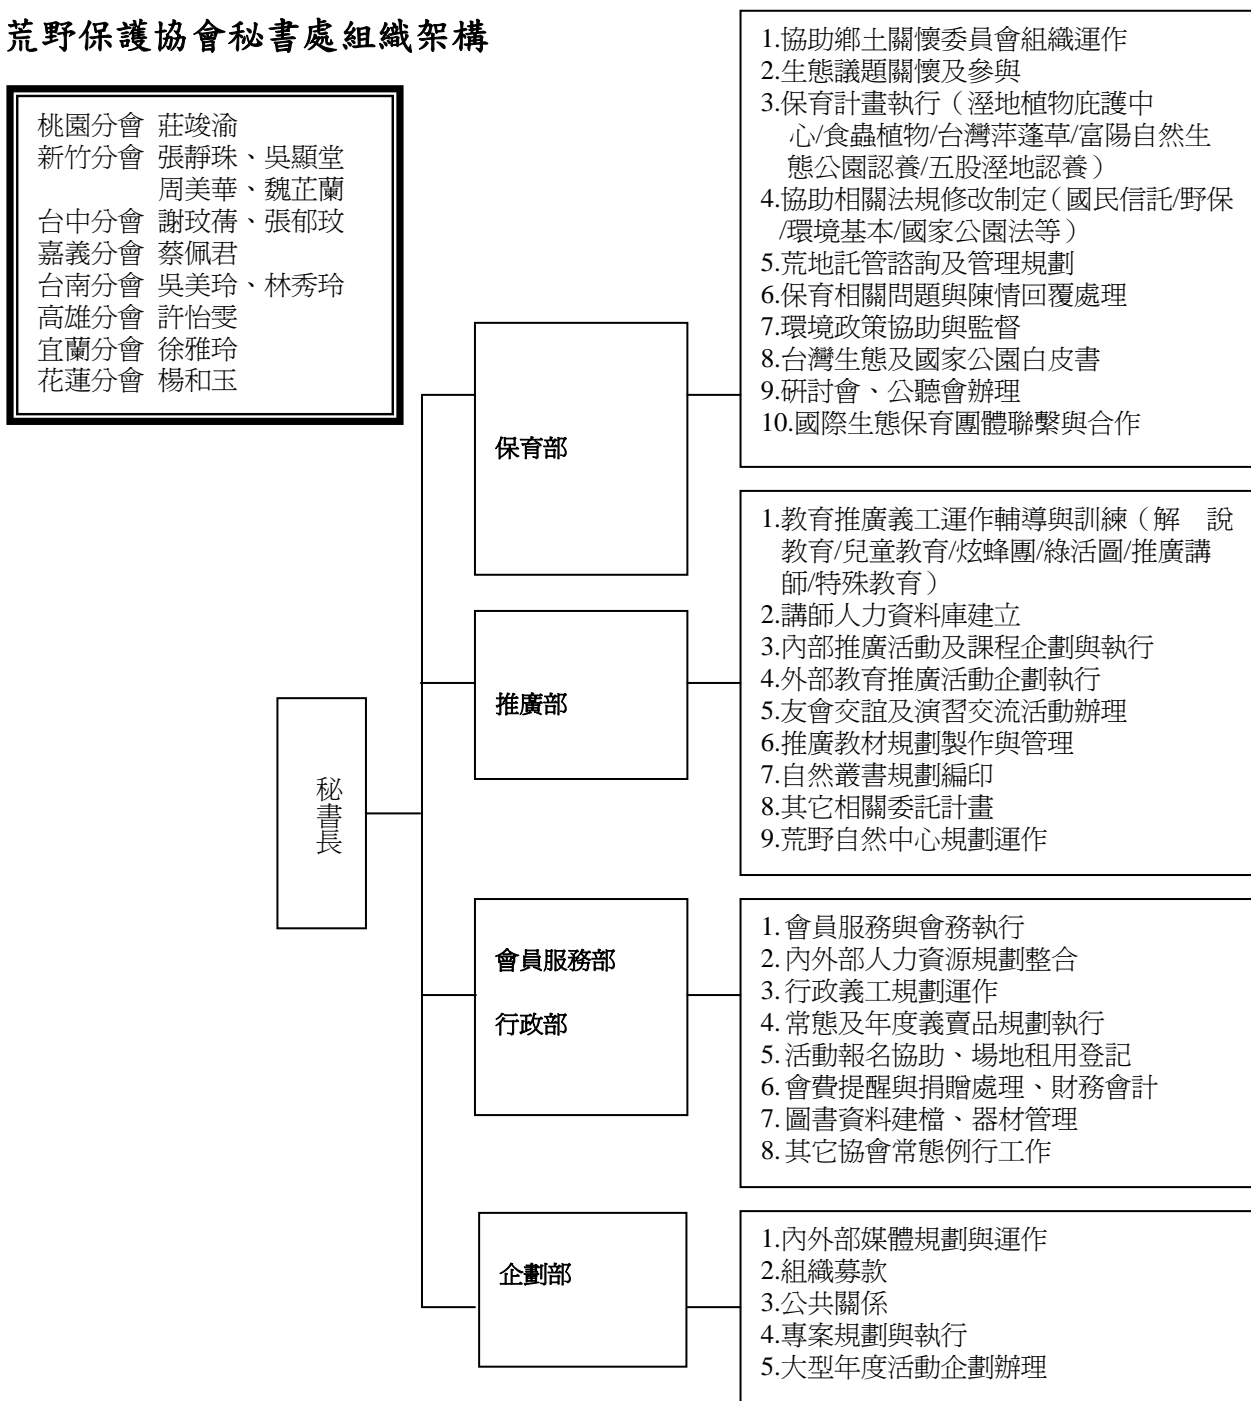 荒野保護協會秘書處組織架構
桃園分會 莊竣渝
新竹分會 張靜珠、吳顯堂
周美華、魏芷蘭
台中分會 謝玟蒨、張郁玟
嘉義分會 蔡佩君
台南分會 吳美玲、林秀玲
高雄分會 許怡雯
宜蘭分會 徐雅玲
花蓮分會 楊和玉
秘書長
保育部
1.協助鄉土關懷委員會組織運作
2.生態議題關懷及參與
3.保育計畫執行（溼地植物庇護中
心/食蟲植物/台灣萍蓬草/富陽自然生
態公園認養/五股溼地認養）
4.協助相關法規修改制定（國民信託/野保
/環境基本/國家公園法等）
5.荒地託管諮詢及管理規劃
6.保育相關問題與陳情回覆處理
7.環境政策協助與監督
8.台灣生態及國家公園白皮書
9.研討會、公聽會辦理
10.國際生態保育團體聯繫與合作
推廣部
1.教育推廣義工運作輔導與訓練（解　說
教育/兒童教育/炫蜂團/綠活圖/推廣講
師/特殊教育）
2.講師人力資料庫建立
3.內部推廣活動及課程企劃與執行
4.外部教育推廣活動企劃執行
5.友會交誼及演習交流活動辦理
6.推廣教材規劃製作與管理
7.自然叢書規劃編印
8.其它相關委託計畫
9.荒野自然中心規劃運作
會員服務部
行政部
1.會員服務與會務執行
2.內外部人力資源規劃整合
3.行政義工規劃運作
4.常態及年度義賣品規劃執行
5.活動報名協助、場地租用登記
6.會費提醒與捐贈處理、財務會計
7.圖書資料建檔、器材管理
8.其它協會常態例行工作
企劃部
1.內外部媒體規劃與運作
2.組織募款
3.公共關係
4.專案規劃與執行
5.大型年度活動企劃辦理